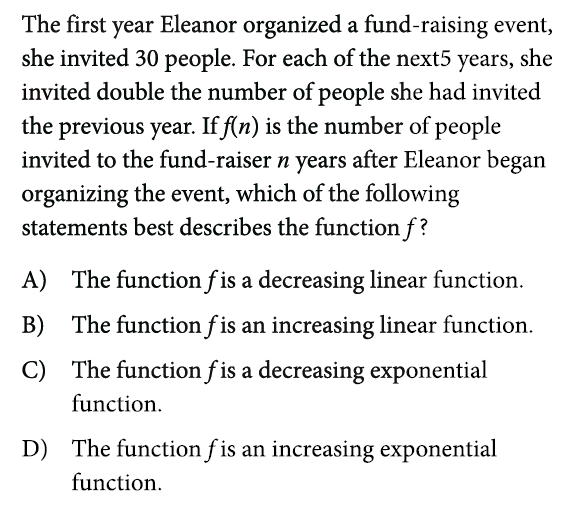 The first year Eleanor organized a fund-raising event,
she invited 30 people. For each of the next5 years, she
invited double the number of people she had invited
the previous year. If f(n) is the number of people
invited to the fund-raiser n years after Eleanor began
organizing the event, which of the following
statements best describes the function f ?
A) The function f is a decreasing linear function.
B) The function f is an increasing linear function.
C) The function f is a decreasing exponential
function.
D) The function f is an increasing exponential
function.